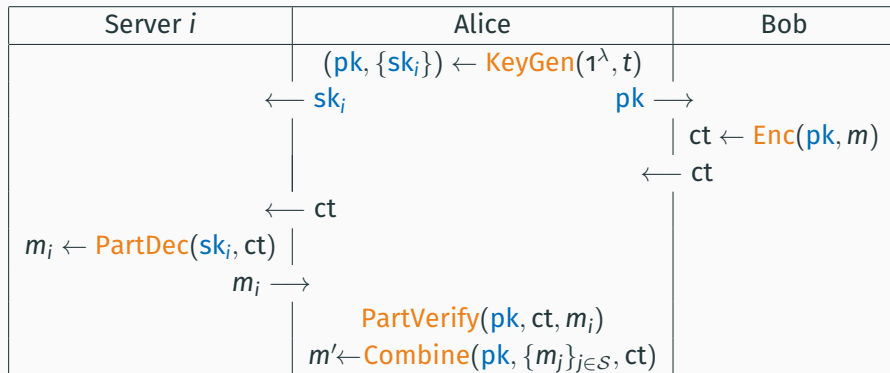 Server i Alice Bob
(pk, {sk_i}) ← KeyGen(1^λ, t)
⟵ sk_i pk ⟶
ct ← Enc(pk, m)
⟵ ct
⟵ ct
m_i ← PartDec(sk_i, ct)
m_i ⟶
PartVerify(pk, ct, m_i)
m′←Combine(pk, {m_j}_{j∈𝒮}, ct)